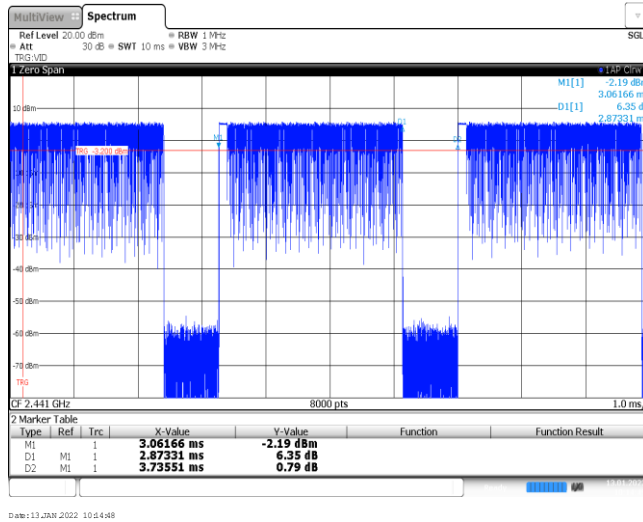 MultiView Spectrum
Ref Level 20.00 dBm RBW 1 MHz SGL
Att 30 dB SWT 10 ms VBW 3 MHz
TRG:VID
1 Zero Span 1AP Clrw
M1[1] -2.19 dBm
3.06166 ms
D1[1] 6.35 dB
2.87331 ms
10 dBm
D1
M1
D2
TRG -3.200 dBm
-40 dBm
-50 dBm
-60 dBm
-70 dBm
TRG
CF 2.441 GHz 8000 pts 1.0 ms
2 Marker Table
Type Ref Trc X-Value Y-Value Function Function Result
M1 1 3.06166 ms -2.19 dBm
D1 M1 1 2.87331 ms 6.35 dB
D2 M1 1 3.73551 ms 0.79 dB
Date: 13.JAN.2022 10:14:48